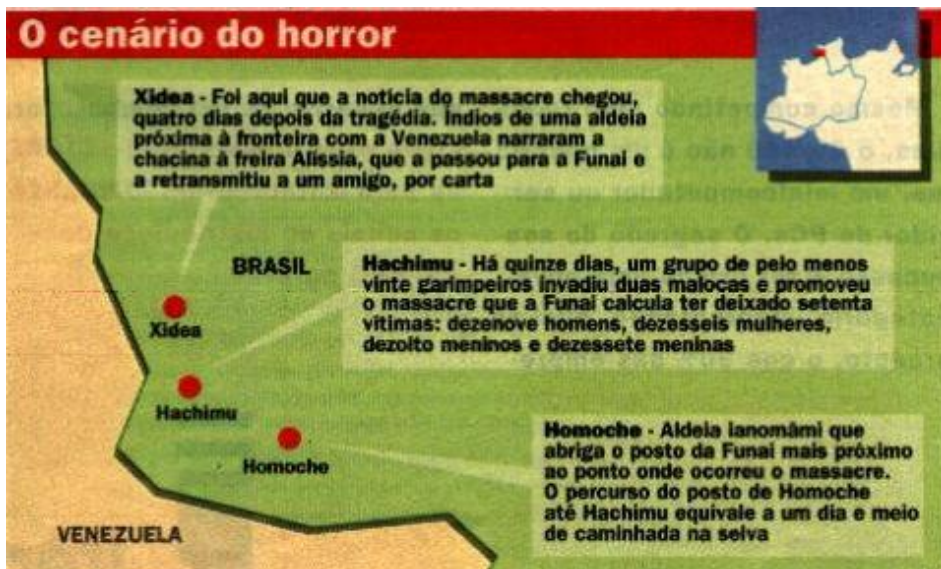 O cenário do horror
Xidea - Foi aqui que a notícia do massacre chegou,
quatro dias depois da tragédia. Índios de uma aldeia
próxima à fronteira com a Venezuela narraram a
chacina à freira Alissia, que a passou para a Funai e
a retransmitiu a um amigo, por carta
BRASIL
Hachimu - Há quinze dias, um grupo de pelo menos
vinte garimpeiros invadiu duas malocas e promoveu
o massacre que a Funai calcula ter deixado setenta
vítimas: dezenove homens, dezesseis mulheres,
dezoito meninos e dezessete meninas
Xidea
Hachimu
Homoche
Homoche - Aldeia ianomâmi que
abriga o posto da Funai mais próximo
ao ponto onde ocorreu o massacre.
O percurso do posto de Homoche
até Hachimu equivale a um dia e meio
de caminhada na selva
VENEZUELA